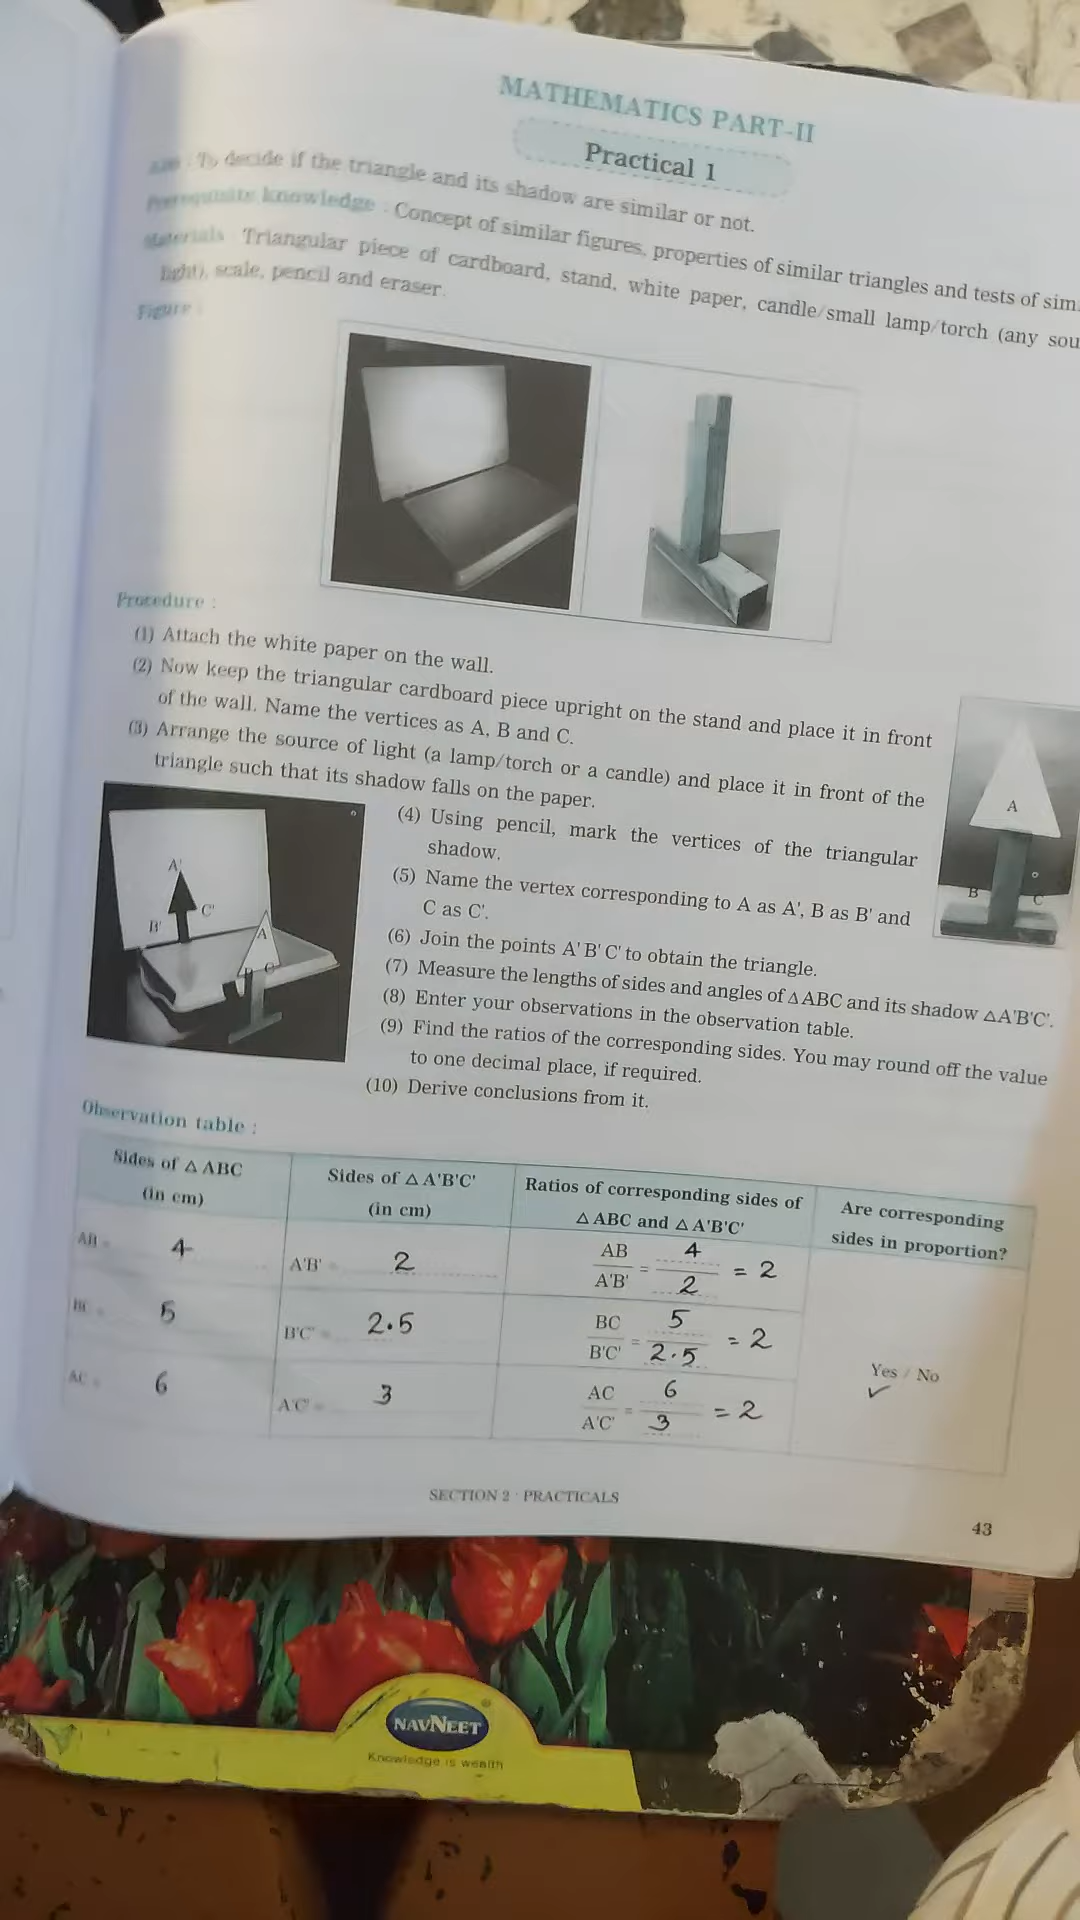 MATHEMATICS PART-II
Practical 1
Aim : To decide if the triangle and its shadow are similar or not.
Prerequisite knowledge : Concept of similar figures, properties of similar triangles and tests of sim
Materials Triangular piece of cardboard, stand, white paper, candle/small lamp/torch (any sou
light), scale, pencil and eraser.
Figure :
Procedure :
(1) Attach the white paper on the wall.
(2) Now keep the triangular cardboard piece upright on the stand and place it in front
of the wall. Name the vertices as A, B and C.
(3) Arrange the source of light (a lamp/torch or a candle) and place it in front of the
triangle such that its shadow falls on the paper.
A
B C
A'
B' C'
A
B C
(4) Using pencil, mark the vertices of the triangular
shadow.
(5) Name the vertex corresponding to A as A', B as B' and
C as C'.
(6) Join the points A' B' C' to obtain the triangle.
(7) Measure the lengths of sides and angles of △ABC and its shadow △A'B'C'.
(8) Enter your observations in the observation table.
(9) Find the ratios of the corresponding sides. You may round off the value
to one decimal place, if required.
(10) Derive conclusions from it.
Observation table :
Sides of △ ABC
(in cm)
Sides of △ A'B'C'
(in cm)
Ratios of corresponding sides of
△ ABC and △ A'B'C'
Are corresponding
sides in proportion?
AB = 4
A'B' = 2
AB/A'B' = 4/2 = 2
BC = 5
B'C' = 2.5
BC/B'C' = 5/2.5 = 2
AC = 6
A'C' = 3
AC/A'C' = 6/3 = 2
Yes / No
✓
SECTION 2 : PRACTICALS
43
NAVNEET
Knowledge is wealth